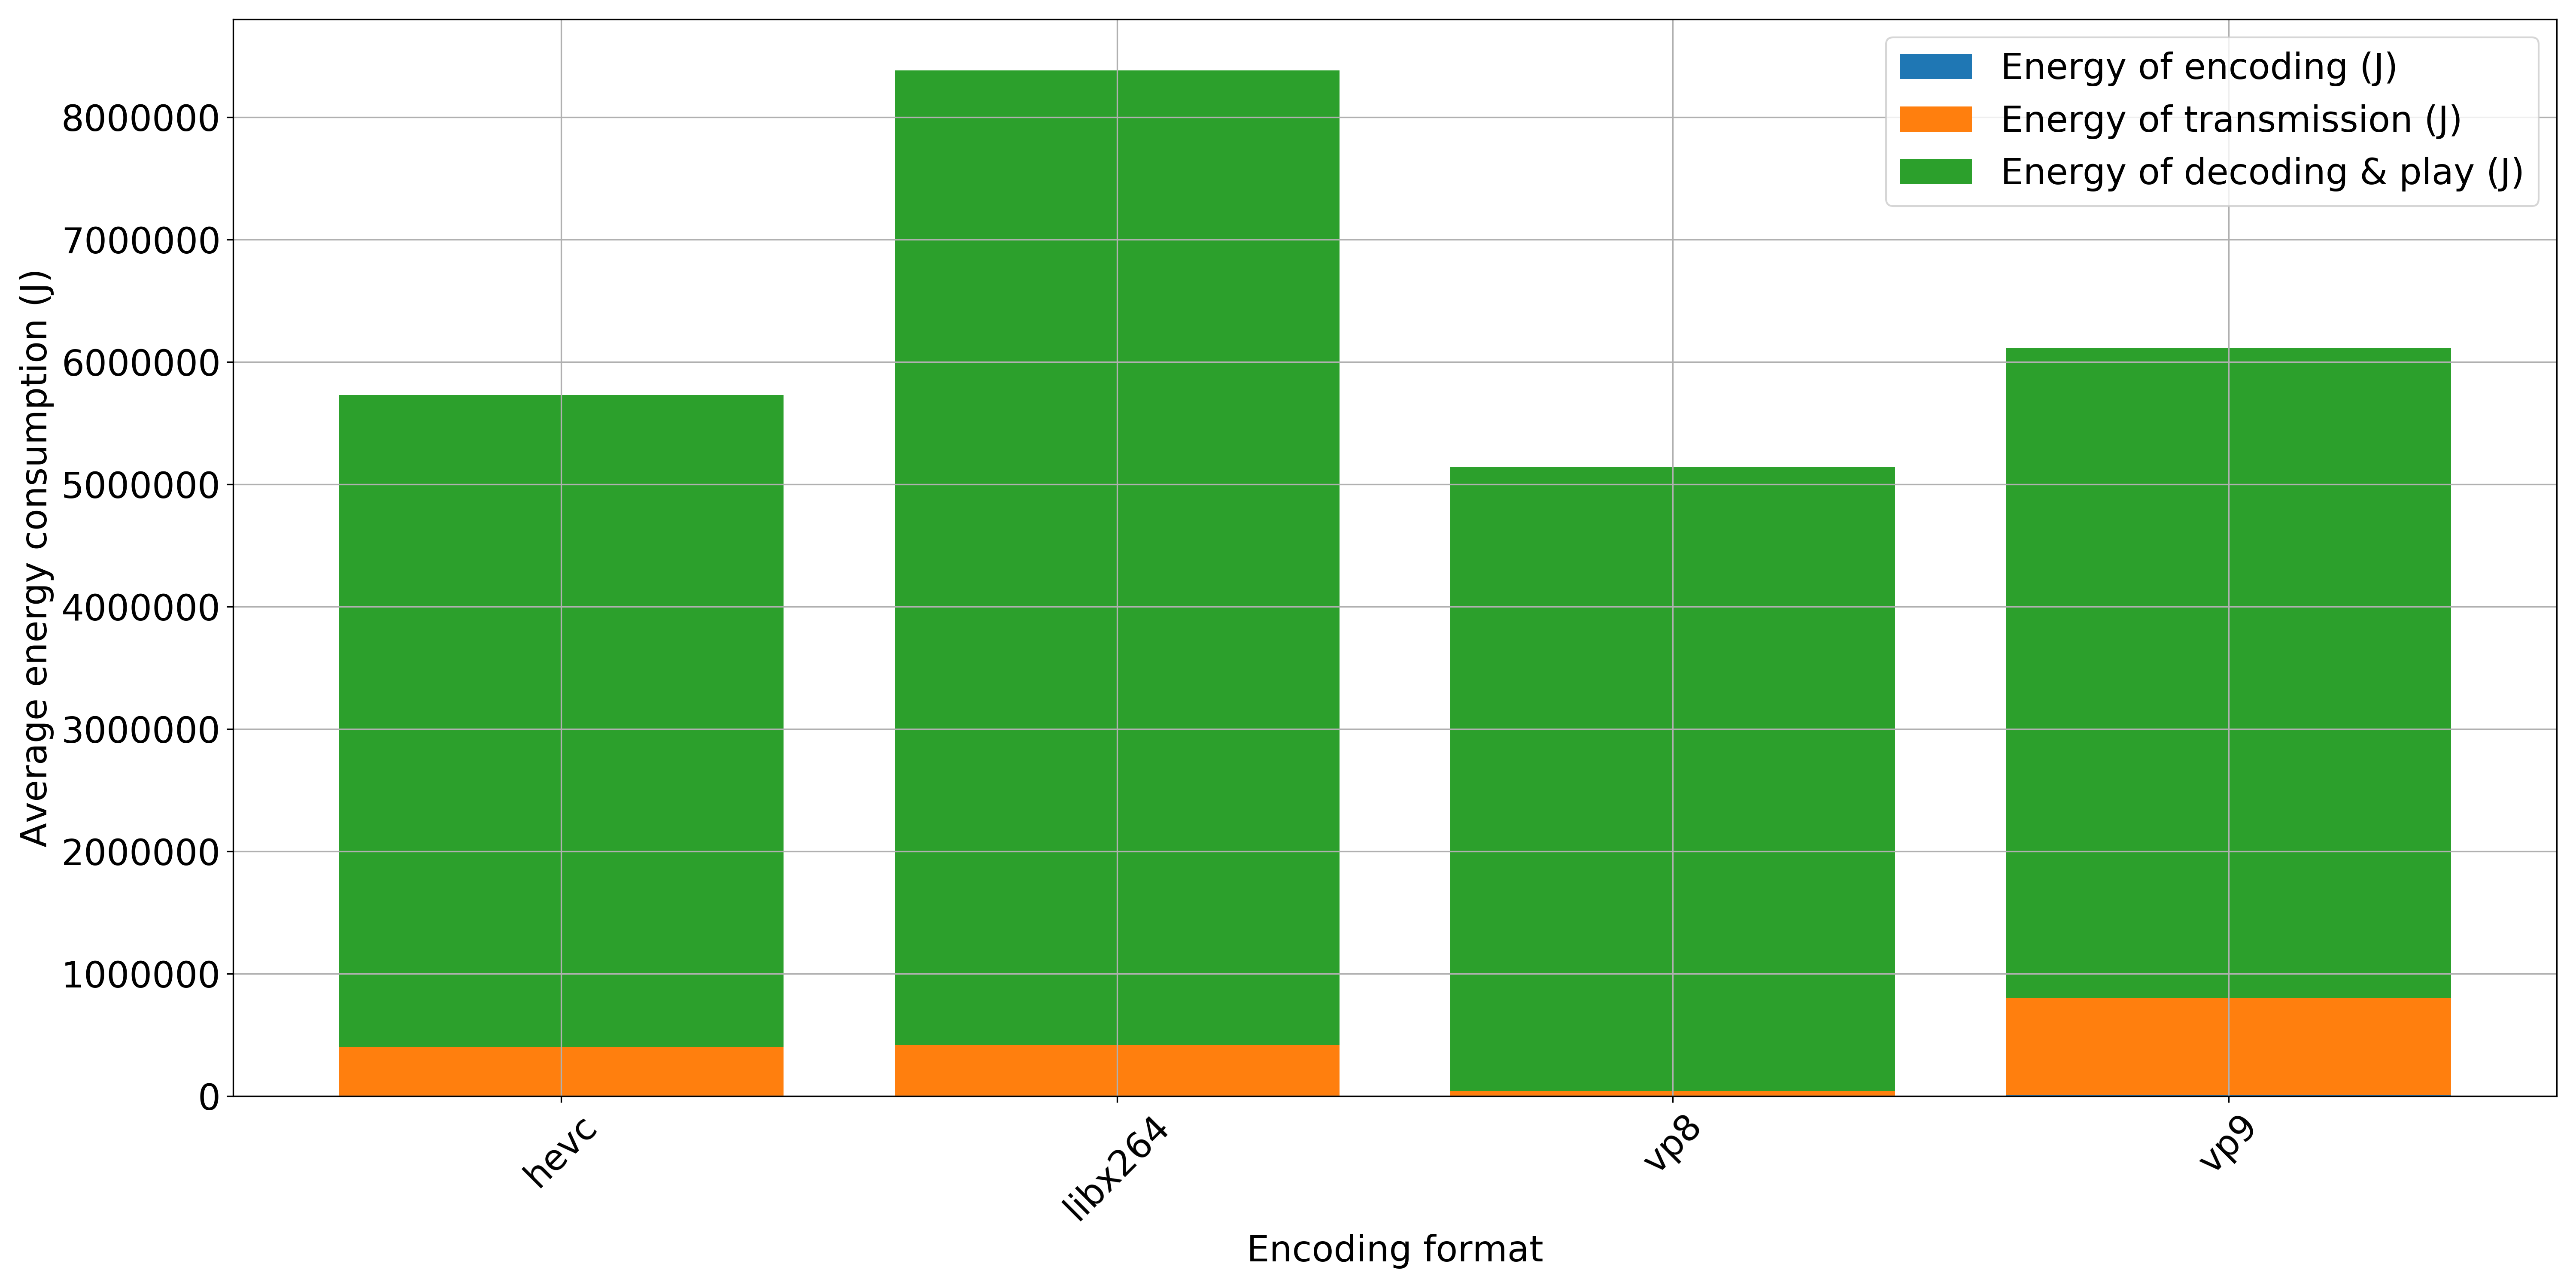 Energy of encoding (J)
Energy of transmission (J)
Energy of decoding & play (J)
Average energy consumption (J)
8000000
7000000
6000000
5000000
4000000
3000000
2000000
1000000
0
hevc
libx264
vp8
vp9
Encoding format